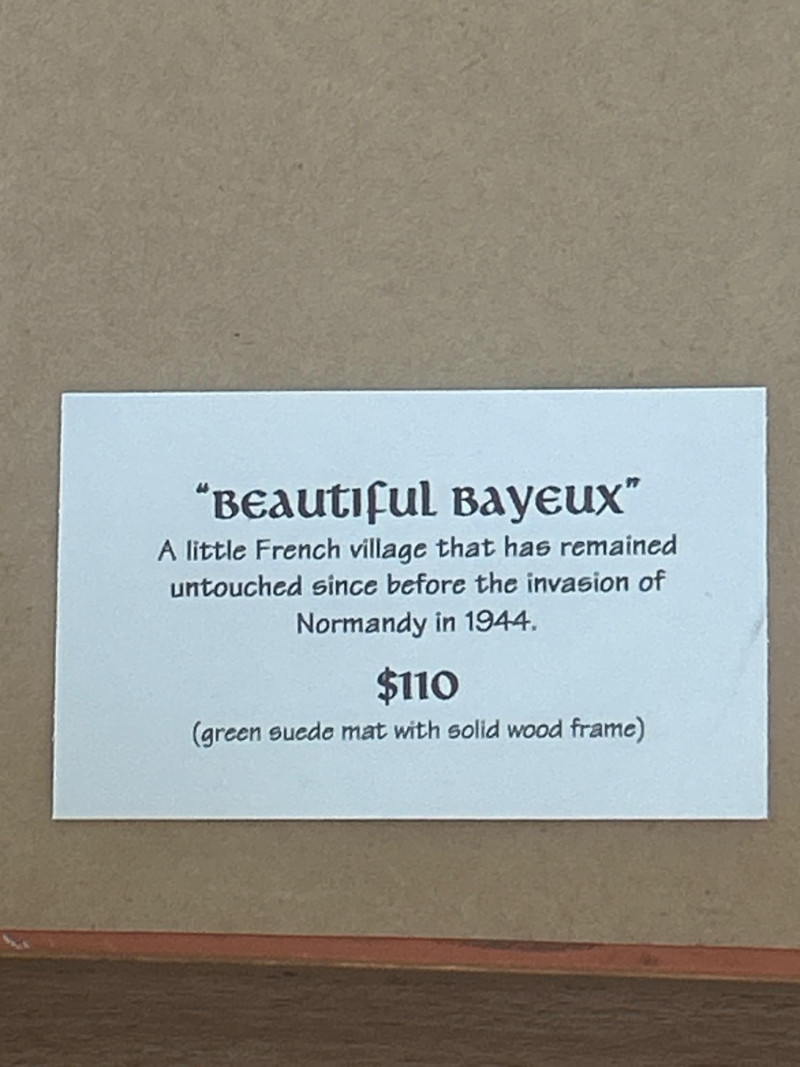 “Beautiful Bayeux”
A little French village that has remained
untouched since before the invasion of
Normandy in 1944.
$110
(green suede mat with solid wood frame)